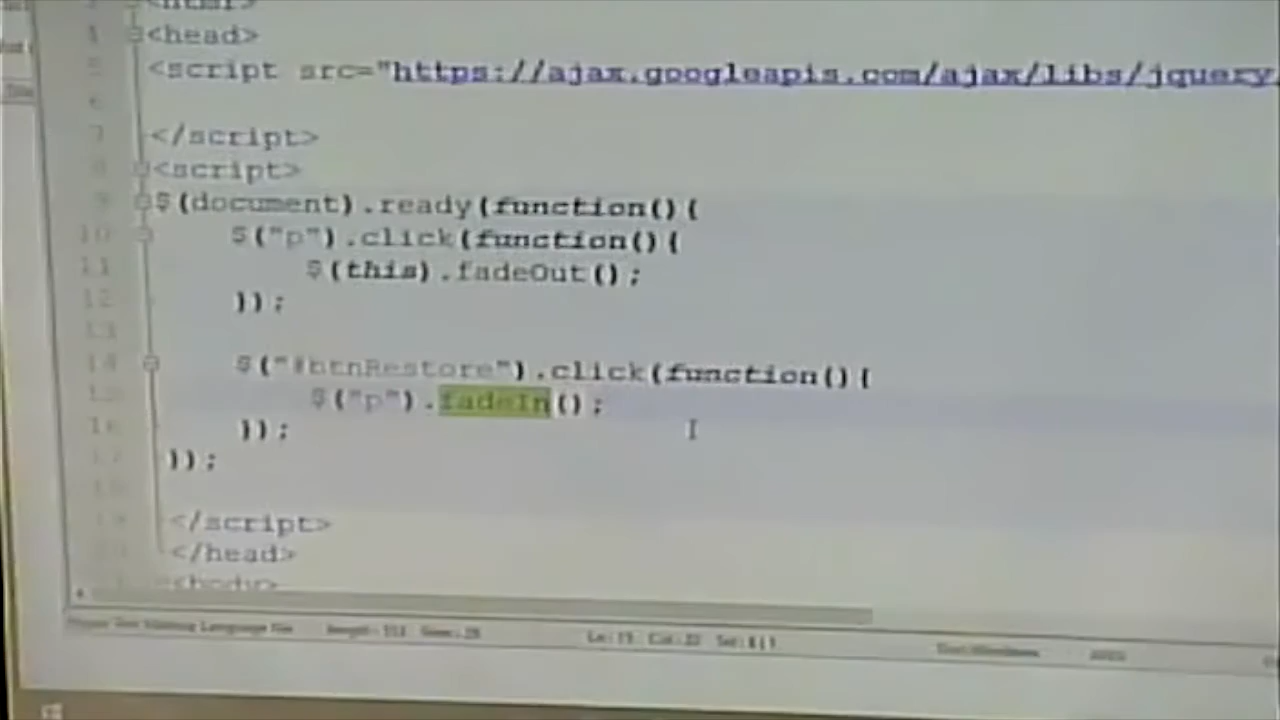 <html>
<head>
<script src="https://ajax.googleapis.com/ajax/libs/jquery
</script>
<script>
$(document).ready(function(){
$("p").click(function(){
$(this).fadeOut();
});
$("#btnRestore").click(function(){
$("p").fadeIn();
});
});
</script>
</head>
<body>